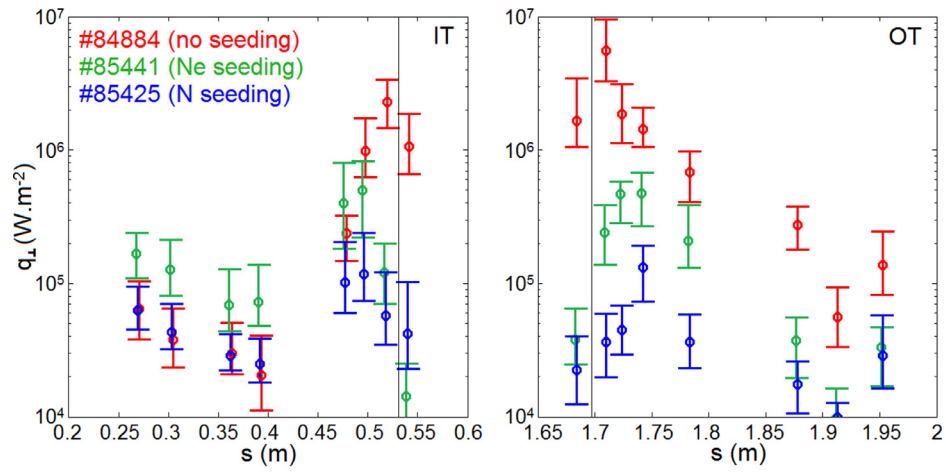 10^7
10^6
10^5
10^4
q⊥ (W.m^-2)
#84884 (no seeding)
#85441 (Ne seeding)
#85425 (N seeding)
IT
0.2 0.25 0.3 0.35 0.4 0.45 0.5 0.55 0.6
s (m)
10^7
10^6
10^5
10^4
OT
1.65 1.7 1.75 1.8 1.85 1.9 1.95 2
s (m)